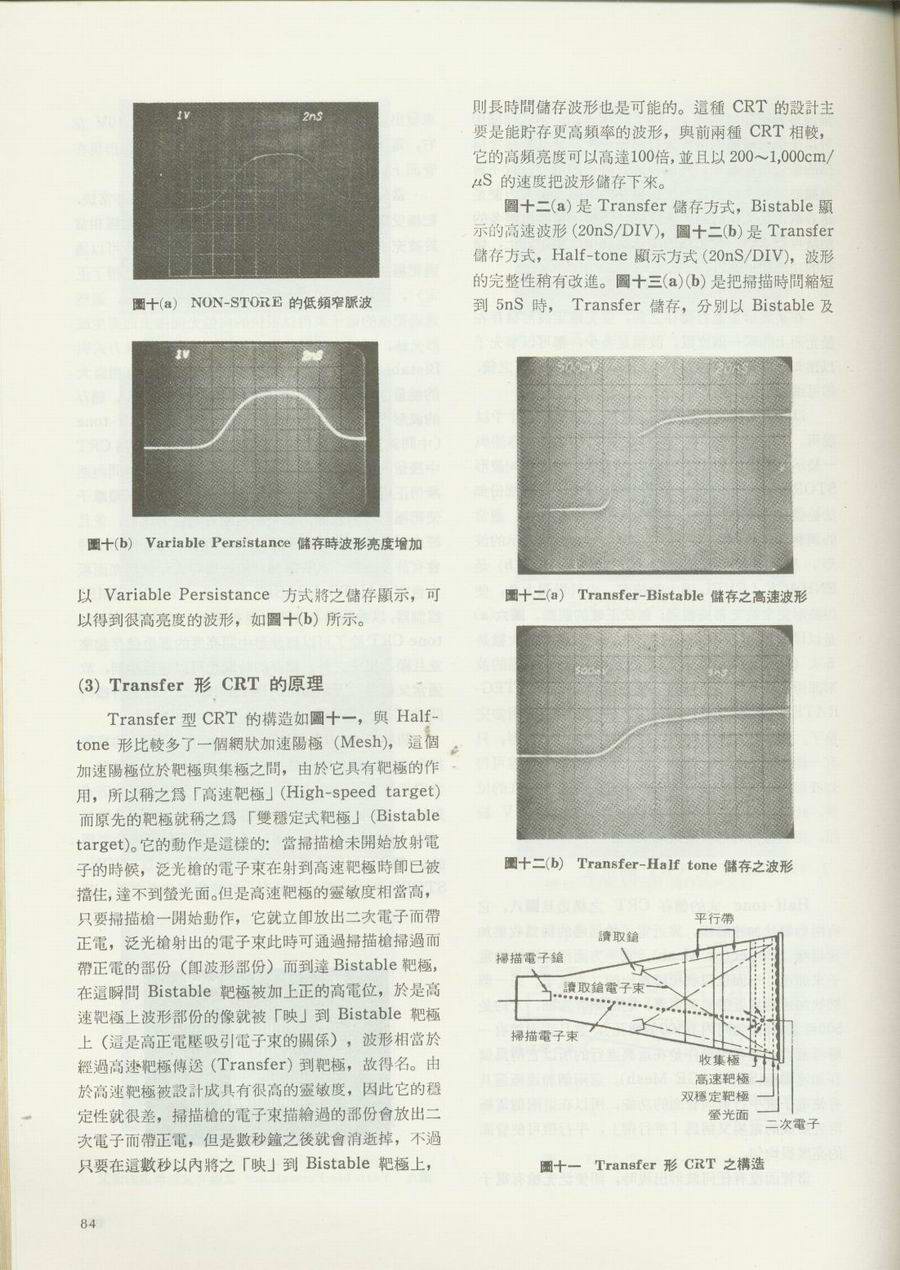 1V 2nS
圖十(a) NON-STORE 的低頻窄脈波
1V 2nS
圖十(b) Variable Persistance 儲存時波形亮度增加
以 Variable Persistance 方式將之儲存顯示，可
以得到很高亮度的波形，如圖十(b) 所示。
(3) Transfer 形 CRT 的原理
Transfer 型 CRT 的構造如圖十一，與 Half-
tone 形比較多了一個網狀加速陽極 (Mesh)， 這個
加速陽極位於靶極與集極之間，由於它具有靶極的作
用，所以稱之爲「高速靶極」(High-speed target)
而原先的靶極就稱之爲 「雙穩定式靶極」 (Bistable
target)。它的動作是這樣的: 當掃描槍未開始放射電
子的時候，泛光槍的電子束在射到高速靶極時卽已被
擋住，達不到螢光面。但是高速靶極的靈敏度相當高，
只要掃描槍一開始動作，它就立卽放出二次電子而帶
正電，泛光槍射出的電子束此時可通過掃描槍掃過而
帶正電的部份 (卽波形部份) 而到達 Bistable 靶極，
在這瞬間 Bistable 靶極被加上正的高電位，於是高
速靶極上波形部份的像就被「映」到 Bistable 靶極
上 (這是高正電壓吸引電子束的關係) ，波形相當於
經過高速靶極傳送 (Transfer) 到靶極，故得名。由
於高速靶極被設計成具有很高的靈敏度，因此它的穩
定性就很差，掃描槍的電子束描繪過的部份會放出二
次電子而帶正電，但是數秒鐘之後就會消逝掉，不過
只要在這數秒以內將之「映」到 Bistable 靶極上，
84
則長時間儲存波形也是可能的。這種 CRT 的設計主
要是能貯存更高頻率的波形，與前兩種 CRT 相較，
它的高頻亮度可以高達100倍，並且以 200～1,000cm/
μS 的速度把波形儲存下來。
圖十二(a) 是 Transfer 儲存方式，Bistable 顯
示的高速波形 (20nS/DIV)，圖十二(b) 是 Transfer
儲存方式，Half-tone 顯示方式 (20nS/DIV)，波形
的完整性稍有改進。圖十三(a)(b) 是把掃描時間縮短
到 5nS 時， Transfer 儲存，分別以 Bistable 及
500mV 20nS
圖十二(a) Transfer-Bistable 儲存之高速波形
500mV
圖十二(b) Transfer-Half tone 儲存之波形
平行帶
讀取鎗
掃描電子鎗
讀取鎗電子束
掃描電子束
收集極
高速靶極
双穩定靶極
螢光面
二次電子
圖十一 Transfer 形 CRT 之構造